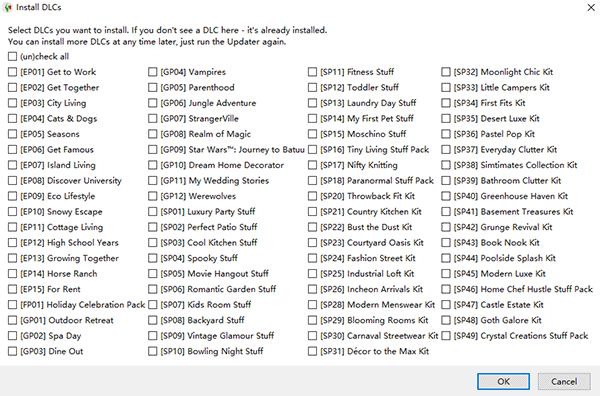 Install DLCs
Select DLCs you want to install. If you don't see a DLC here - it's already installed.
You can install more DLCs at any time later, just run the Updater again.
(un)check all
[EP01] Get to Work
[EP02] Get Together
[EP03] City Living
[EP04] Cats & Dogs
[EP05] Seasons
[EP06] Get Famous
[EP07] Island Living
[EP08] Discover University
[EP09] Eco Lifestyle
[EP10] Snowy Escape
[EP11] Cottage Living
[EP12] High School Years
[EP13] Growing Together
[EP14] Horse Ranch
[EP15] For Rent
[FP01] Holiday Celebration Pack
[GP01] Outdoor Retreat
[GP02] Spa Day
[GP03] Dine Out
[GP04] Vampires
[GP05] Parenthood
[GP06] Jungle Adventure
[GP07] StrangerVille
[GP08] Realm of Magic
[GP09] Star Wars™: Journey to Batuu
[GP10] Dream Home Decorator
[GP11] My Wedding Stories
[GP12] Werewolves
[SP01] Luxury Party Stuff
[SP02] Perfect Patio Stuff
[SP03] Cool Kitchen Stuff
[SP04] Spooky Stuff
[SP05] Movie Hangout Stuff
[SP06] Romantic Garden Stuff
[SP07] Kids Room Stuff
[SP08] Backyard Stuff
[SP09] Vintage Glamour Stuff
[SP10] Bowling Night Stuff
[SP11] Fitness Stuff
[SP12] Toddler Stuff
[SP13] Laundry Day Stuff
[SP14] My First Pet Stuff
[SP15] Moschino Stuff
[SP16] Tiny Living Stuff Pack
[SP17] Nifty Knitting
[SP18] Paranormal Stuff Pack
[SP20] Throwback Fit Kit
[SP21] Country Kitchen Kit
[SP22] Bust the Dust Kit
[SP23] Courtyard Oasis Kit
[SP24] Fashion Street Kit
[SP25] Industrial Loft Kit
[SP26] Incheon Arrivals Kit
[SP28] Modern Menswear Kit
[SP29] Blooming Rooms Kit
[SP30] Carnaval Streetwear Kit
[SP31] Décor to the Max Kit
[SP32] Moonlight Chic Kit
[SP33] Little Campers Kit
[SP34] First Fits Kit
[SP35] Desert Luxe Kit
[SP36] Pastel Pop Kit
[SP37] Everyday Clutter Kit
[SP38] Simtimates Collection Kit
[SP39] Bathroom Clutter Kit
[SP40] Greenhouse Haven Kit
[SP41] Basement Treasures Kit
[SP42] Grunge Revival Kit
[SP43] Book Nook Kit
[SP44] Poolside Splash Kit
[SP45] Modern Luxe Kit
[SP46] Home Chef Hustle Stuff Pack
[SP47] Castle Estate Kit
[SP48] Goth Galore Kit
[SP49] Crystal Creations Stuff Pack
OK
Cancel